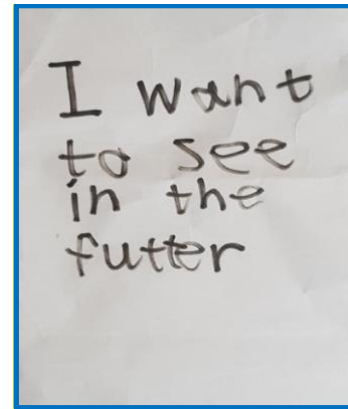 I want
to see
in the
futter